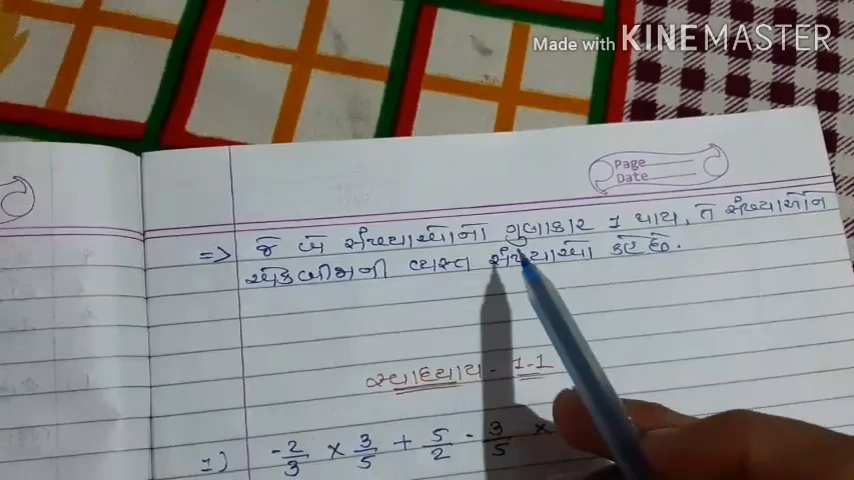 Made with KINEMASTER
Page
Date
=> જે બે સંખ્યાઓના ગુણાકાર 1 થાય, તે સંખ્યાઓને
એકબીજાની વ્યસ્ત સંખ્યાઓ કહે છે.
સ્વાધ્યાય - 1.1
1) -2/3 × 3/5 + 5/2 - 3/5 ×